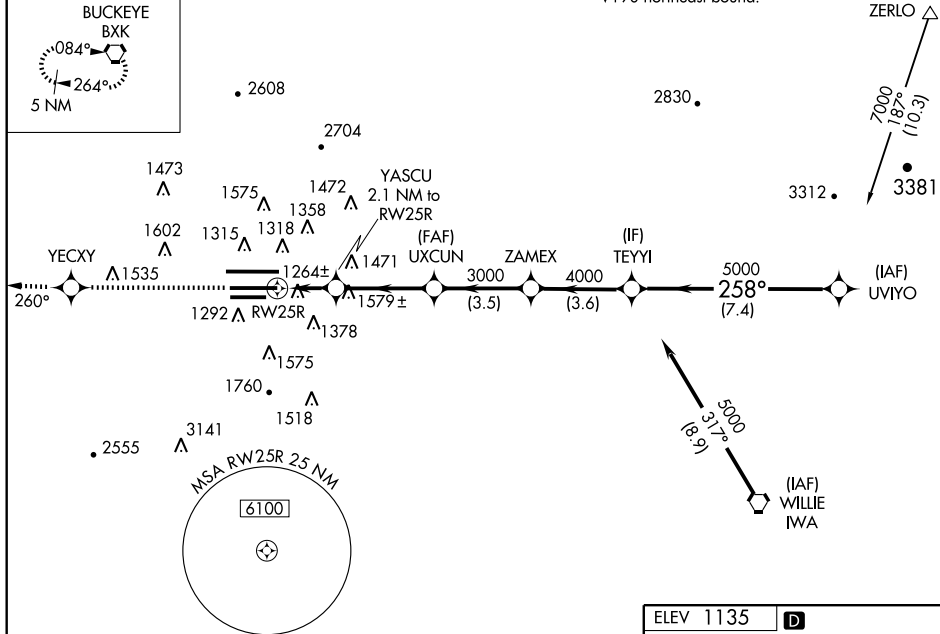 BUCKEYE
BXK
084°
264°
5 NM
ZERLO
7000
187°
(10.3)
2608
2830
2704
3381
3312
1473
1575
1472
YASCU
2.1 NM to
RW25R
1358
1602
1315
1318
(FAF)
UXCUN
ZAMEX
(IF)
TEYYI
YECXY
1535
1264±
1471
3000
(3.5)
4000
(3.6)
5000
258°
(7.4)
(IAF)
UVIYO
260°
1292
RW25R
1579±
1378
1575
1760
1518
5000
317°
(8.9)
2555
3141
(IAF)
WILLIE
IWA
MSA RW25R 25 NM
6100
ELEV 1135 D